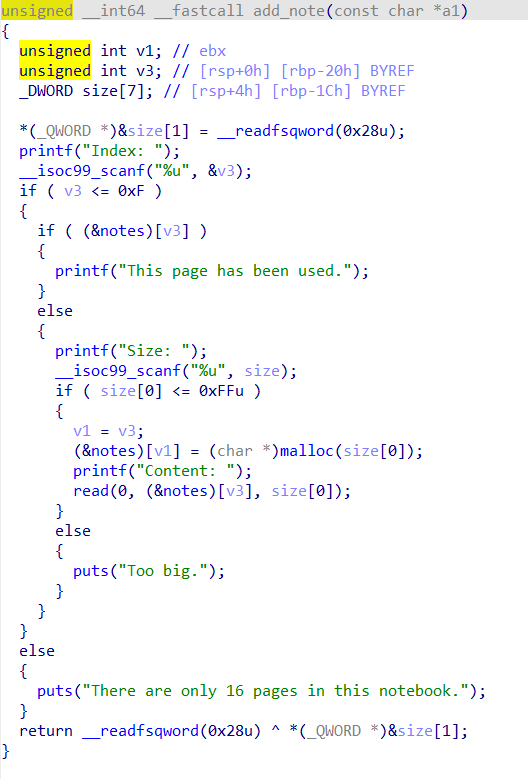 unsigned __int64 __fastcall add_note(const char *a1)
{
  unsigned int v1; // ebx
  unsigned int v3; // [rsp+0h] [rbp-20h] BYREF
  _DWORD size[7]; // [rsp+4h] [rbp-1Ch] BYREF

  *(_QWORD *)&size[1] = __readfsqword(0x28u);
  printf("Index: ");
  __isoc99_scanf("%u", &v3);
  if ( v3 <= 0xF )
  {
    if ( (&notes)[v3] )
    {
      printf("This page has been used.");
    }
    else
    {
      printf("Size: ");
      __isoc99_scanf("%u", size);
      if ( size[0] <= 0xFFu )
      {
        v1 = v3;
        (&notes)[v1] = (char *)malloc(size[0]);
        printf("Content: ");
        read(0, (&notes)[v3], size[0]);
      }
      else
      {
        puts("Too big.");
      }
    }
  }
  else
  {
    puts("There are only 16 pages in this notebook.");
  }
  return __readfsqword(0x28u) ^ *(_QWORD *)&size[1];
}